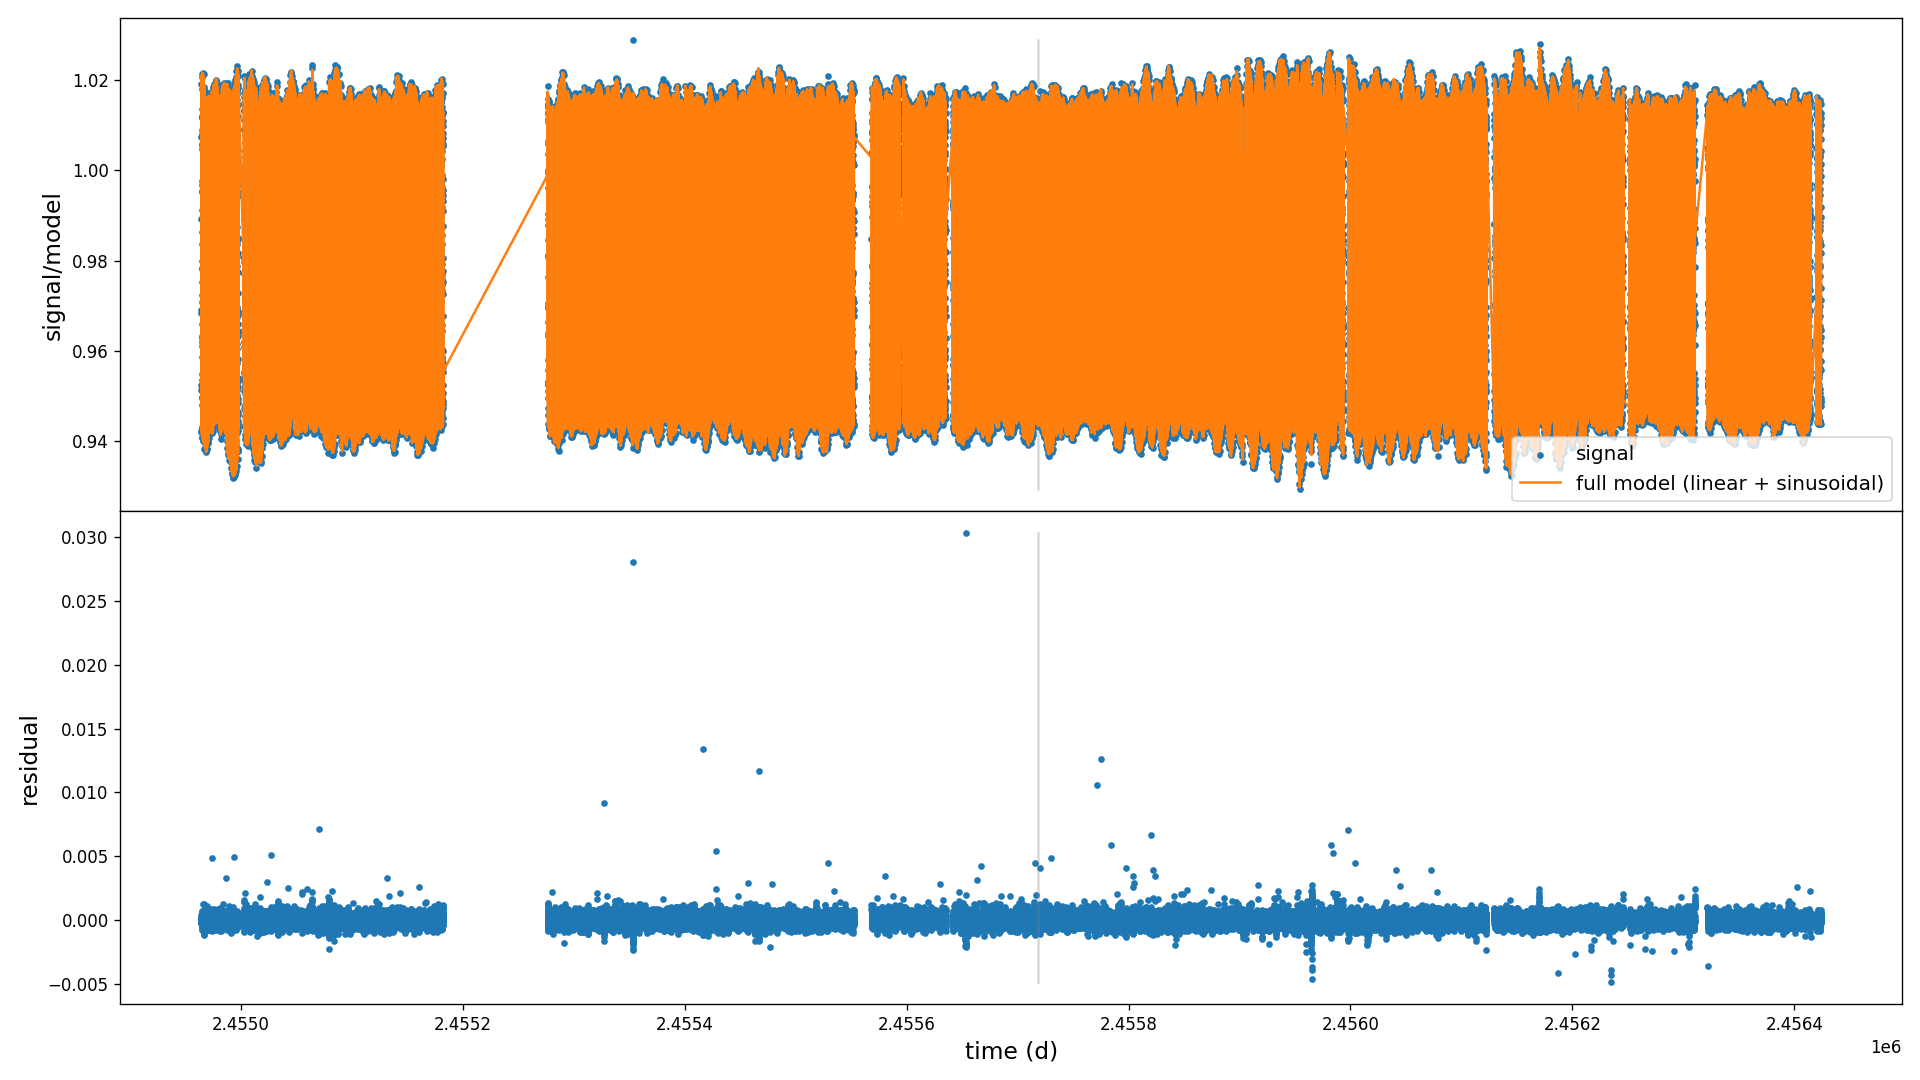 signal/model
1.02
1.00
0.98
0.96
0.94
signal
full model (linear + sinusoidal)
residual
0.030
0.025
0.020
0.015
0.010
0.005
0.000
−0.005
2.4550 2.4552 2.4554 2.4556 2.4558 2.4560 2.4562 2.4564
1e6
time (d)